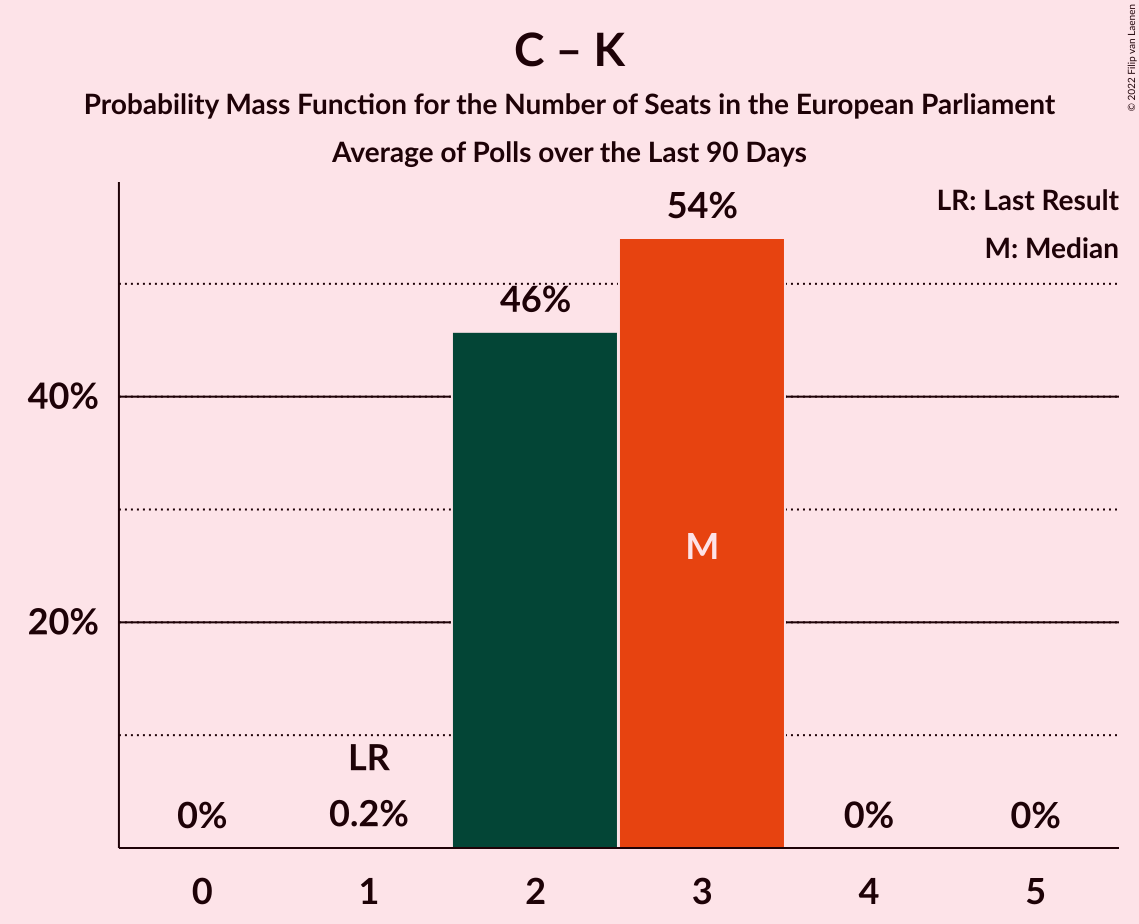 C – K
Probability Mass Function for the Number of Seats in the European Parliament
Average of Polls over the Last 90 Days
© 2022 Filip van Laenen
LR: Last Result
M: Median
54%
46%
40%
20%
M
LR
0%
0.2%
0%
0%
0 1 2 3 4 5